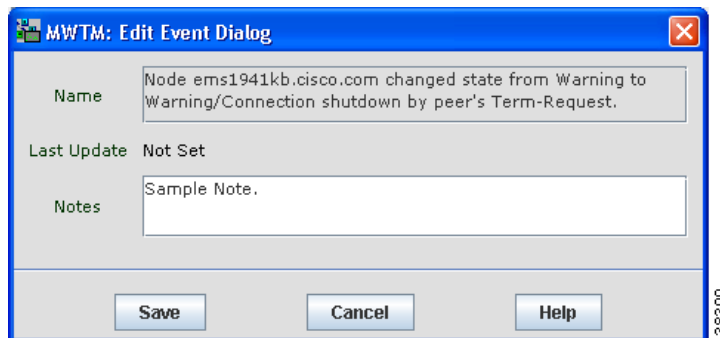 MWTM: Edit Event Dialog
Name
Node ems1941kb.cisco.com changed state from Warning to
Warning/Connection shutdown by peer's Term-Request.
Last Update Not Set
Notes
Sample Note.
Save Cancel Help